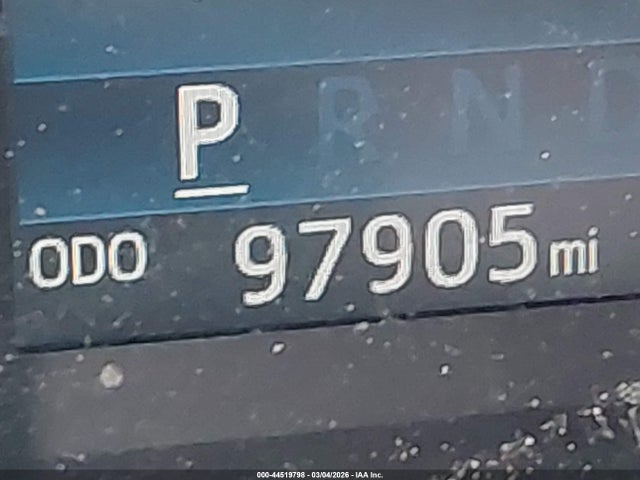 P R N D
ODO 97905 mi
000-44519798 - 03/04/2026 - IAA Inc.